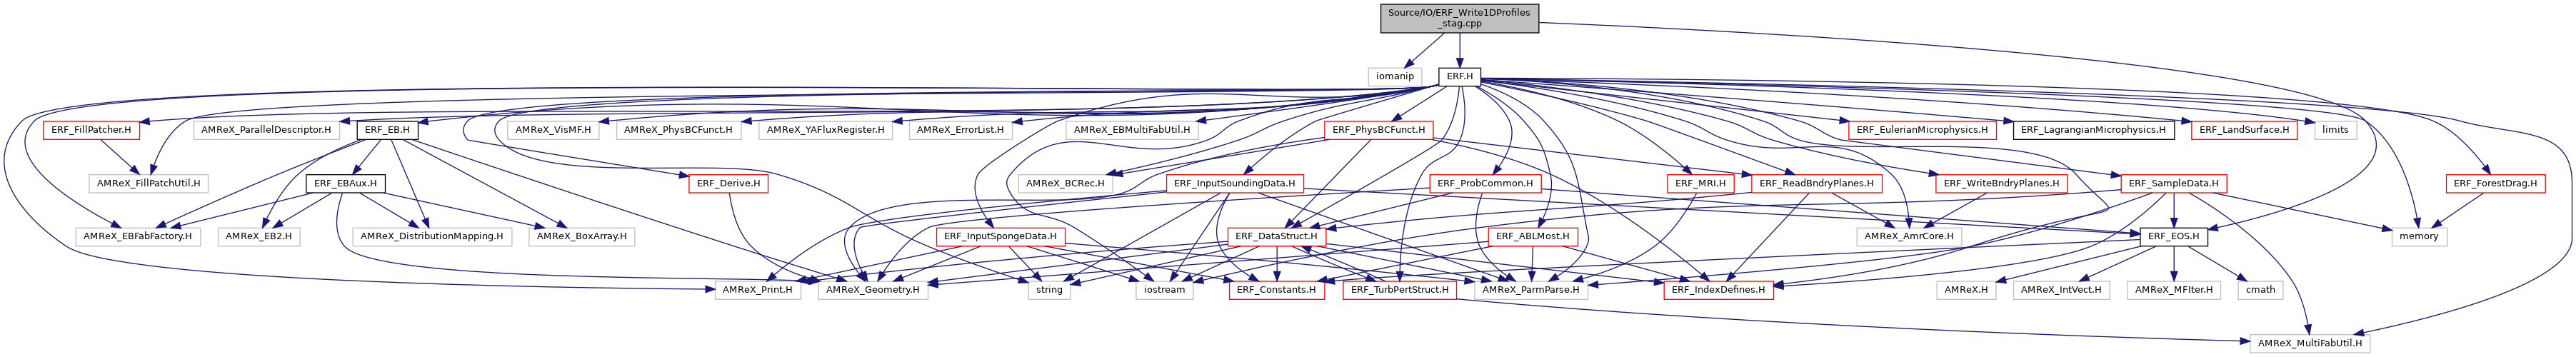 Source/IO/ERF_Write1DProfiles
_stag.cpp
iomanip
ERF.H
ERF_FillPatcher.H
AMReX_ParallelDescriptor.H
ERF_EB.H
AMReX_VisMF.H
AMReX_PhysBCFunct.H
AMReX_YAFluxRegister.H
AMReX_ErrorList.H
AMReX_EBMultiFabUtil.H
ERF_PhysBCFunct.H
ERF_EulerianMicrophysics.H
ERF_LagrangianMicrophysics.H
ERF_LandSurface.H
limits
AMReX_FillPatchUtil.H
ERF_EBAux.H
ERF_Derive.H
AMReX_BCRec.H
ERF_InputSoundingData.H
ERF_ProbCommon.H
ERF_MRI.H
ERF_ReadBndryPlanes.H
ERF_WriteBndryPlanes.H
ERF_SampleData.H
ERF_ForestDrag.H
AMReX_EBFabFactory.H
AMReX_EB2.H
AMReX_DistributionMapping.H
AMReX_BoxArray.H
ERF_InputSpongeData.H
ERF_DataStruct.H
ERF_ABLMost.H
AMReX_AmrCore.H
ERF_EOS.H
memory
AMReX_Print.H
AMReX_Geometry.H
string
iostream
ERF_Constants.H
ERF_TurbPertStruct.H
AMReX_ParmParse.H
ERF_IndexDefines.H
AMReX.H
AMReX_IntVect.H
AMReX_MFIter.H
cmath
AMReX_MultiFabUtil.H